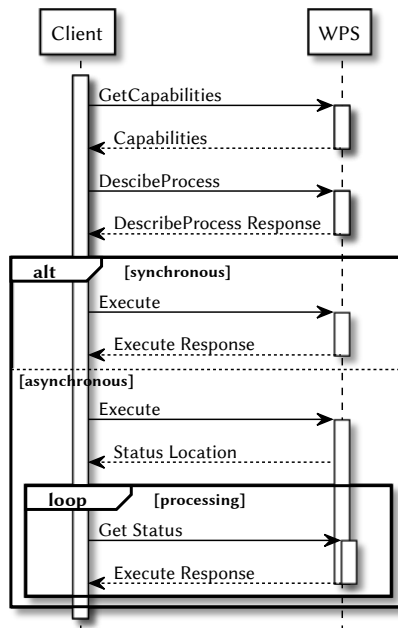 Client WPS
GetCapabilities
Capabilities
DescibeProcess
DescribeProcess Response
alt [synchronous]
Execute
Execute Response
[asynchronous]
Execute
Status Location
loop [processing]
Get Status
Execute Response